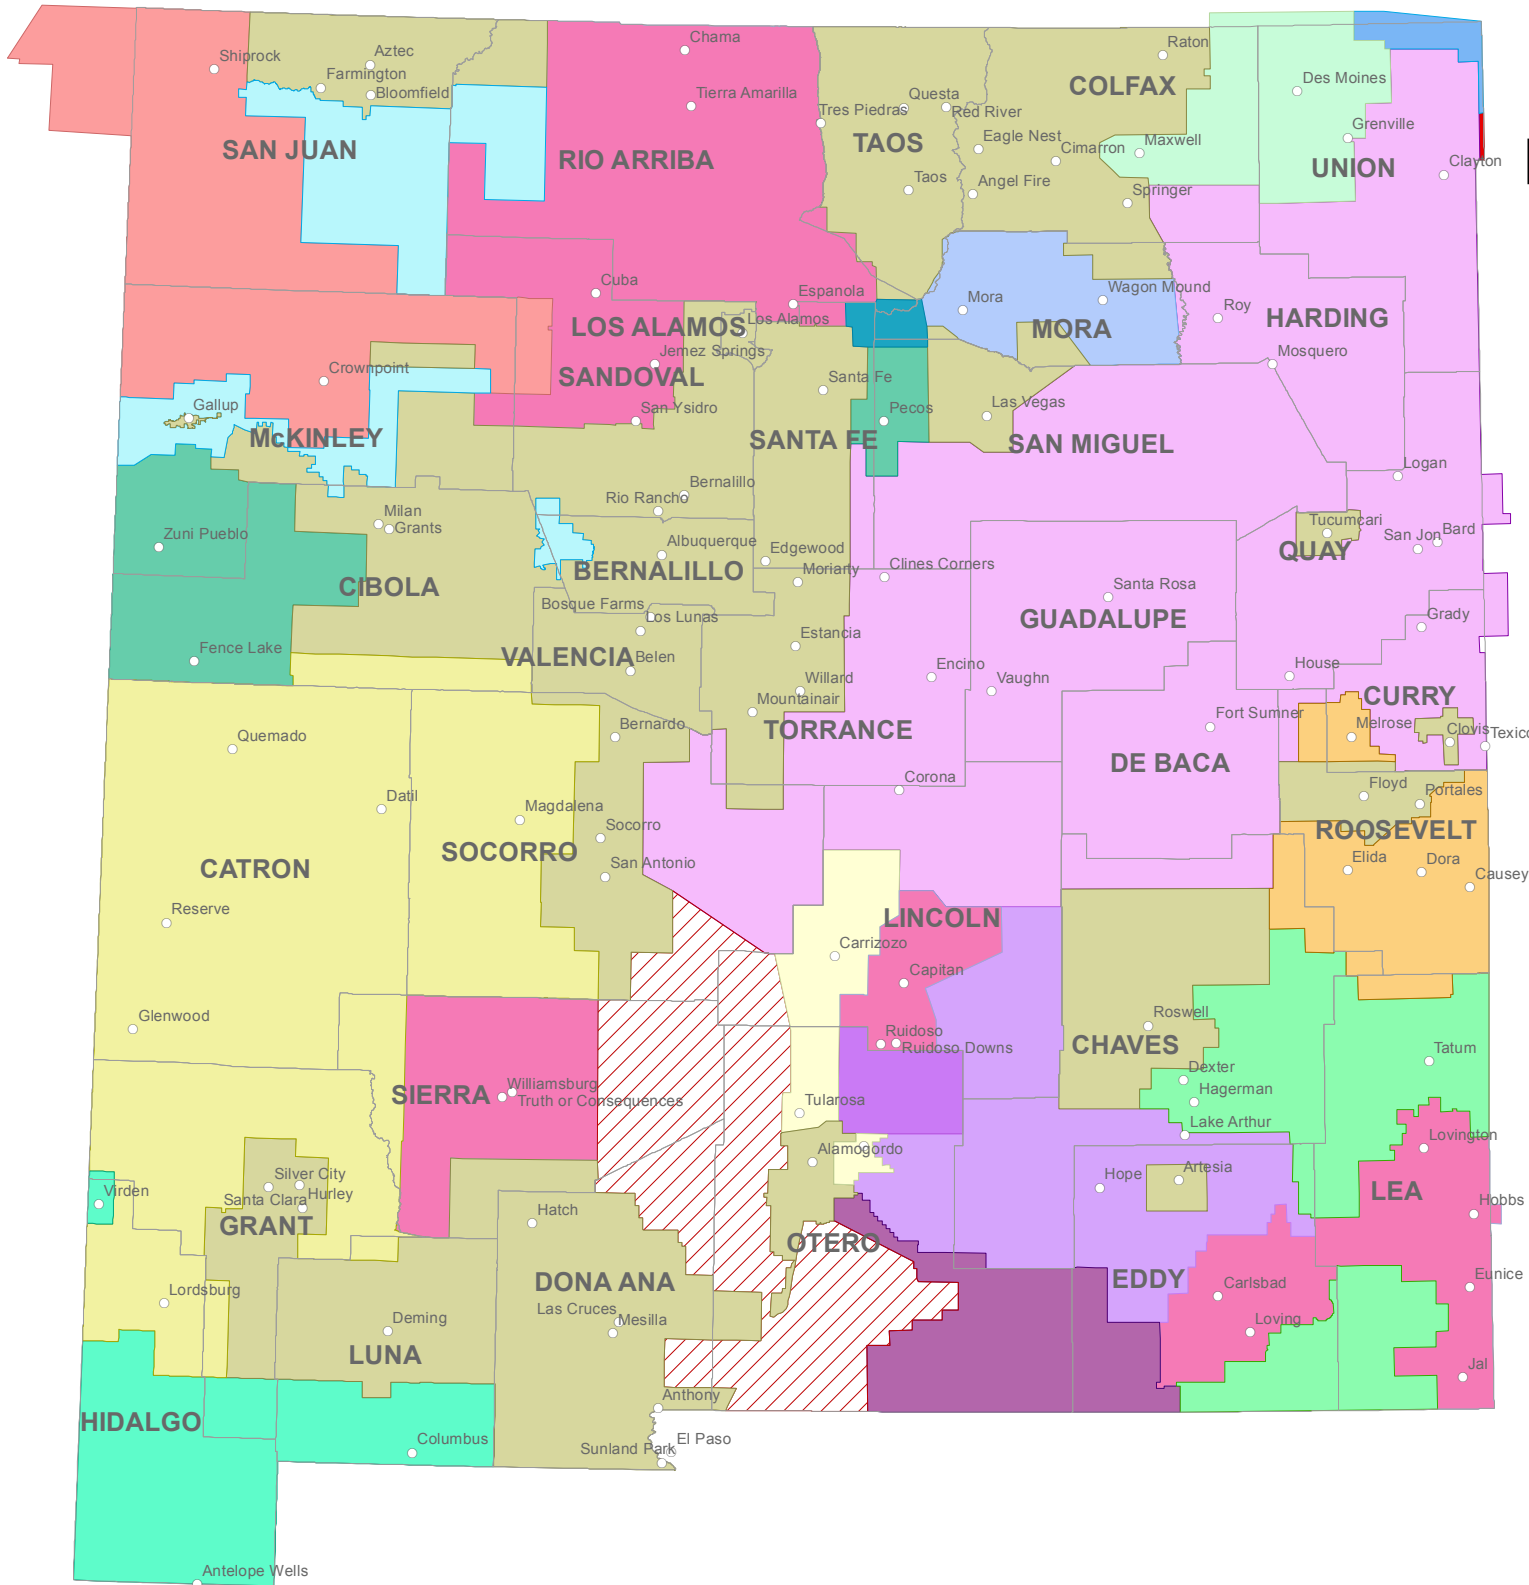 Chama
Raton
Aztec
Shiprock
COLFAX
Farmington
Des Moines
Bloomfield
Questa
Tierra Amarilla
Tres Piedras
Red River
Eagle Nest
Grenville
TAOS
Maxwell
SAN JUAN
RIO ARRIBA
Cimarron
UNION
Clayton
Taos
Angel Fire
Springer
Cuba
Espanola
Mora
Wagon Mound
Roy
HARDING
LOS ALAMOS
Los Alamos
MORA
Jemez Springs
Mosquero
Crownpoint
SANDOVAL
Santa Fe
Gallup
San Ysidro
Pecos
Las Vegas
McKINLEY
SANTA FE
SAN MIGUEL
Logan
Bernalillo
Rio Rancho
Milan
Grants
Tucumcari
Zuni Pueblo
San Jon
Bard
Albuquerque
QUAY
Edgewood
BERNALILLO
Moriarty
Clines Corners
CIBOLA
Santa Rosa
Bosque Farms
Los Lunas
GUADALUPE
Grady
Estancia
Fence Lake
VALENCIA
Belen
Encino
House
Willard
Vaughn
CURRY
Mountainair
Bernardo
TORRANCE
Fort Sumner
Melrose
Clovis
Texico
Quemado
DE BACA
Corona
Datil
Floyd
Portales
Magdalena
Socorro
ROOSEVELT
SOCORRO
San Antonio
CATRON
Elida
Dora
Causey
Reserve
LINCOLN
Carrizozo
Capitan
Glenwood
Roswell
Ruidoso
Ruidoso Downs
CHAVES
Tatum
Dexter
Williamsburg
SIERRA
Truth or Consequences
Hagerman
Tularosa
Lake Arthur
Alamogordo
Lovington
Silver City
Artesia
Hope
Virden
Santa Clara
Hurley
LEA
Hobbs
Hatch
GRANT
OTERO
DONA ANA
EDDY
Eunice
Lordsburg
Carlsbad
Las Cruces
Deming
Mesilla
Loving
LUNA
Jal
Anthony
HIDALGO
Columbus
El Paso
Sunland Park
Antelope Wells